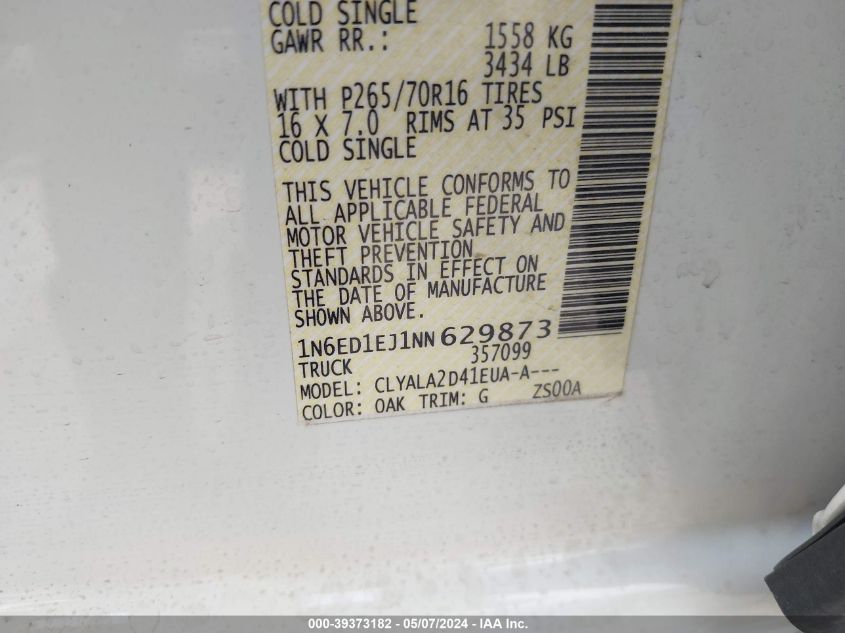 COLD SINGLE
GAWR RR.: 1558 KG
3434 LB
WITH P265/70R16 TIRES
16 X 7.0 RIMS AT 35 PSI
COLD SINGLE
THIS VEHICLE CONFORMS TO
ALL APPLICABLE FEDERAL
MOTOR VEHICLE SAFETY AND
THEFT PREVENTION
STANDARDS IN EFFECT ON
THE DATE OF MANUFACTURE
SHOWN ABOVE.
1N6ED1EJ1NN629873
TRUCK 357099
MODEL: CLYALA2D41EUA-A---
COLOR: OAK TRIM: G ZS00A
000-39373182 - 05/07/2024 - IAA Inc.